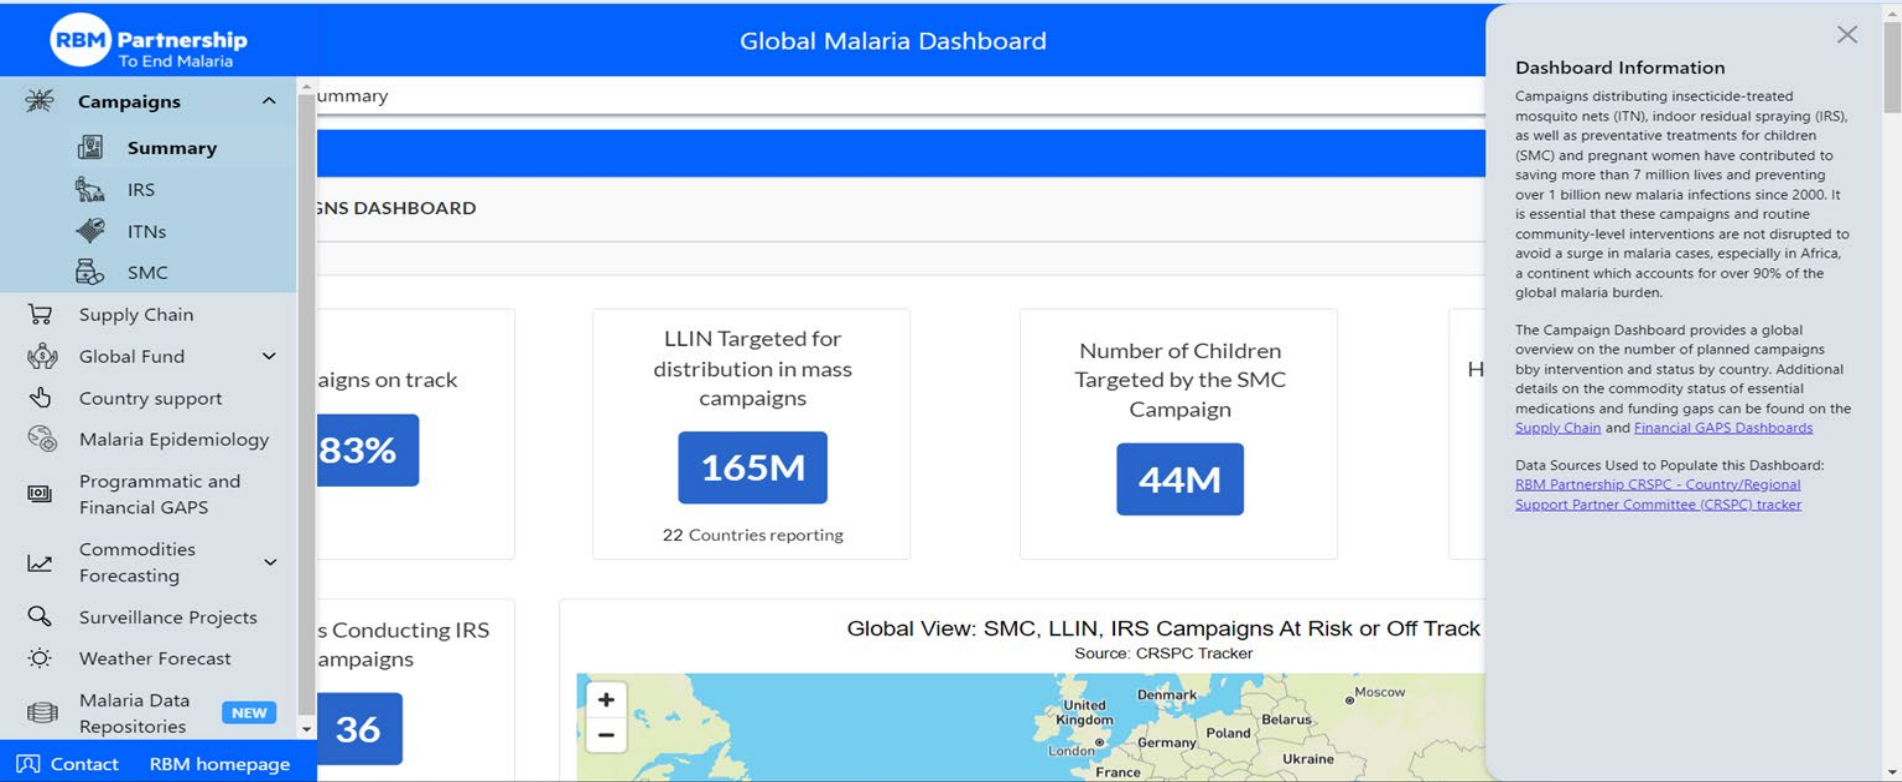 RBM Partnership
To End Malaria
Global Malaria Dashboard
Campaigns
Summary
IRS
ITNs
SMC
Supply Chain
Global Fund
Country support
Malaria Epidemiology
Programmatic and
Financial GAPS
Commodities
Forecasting
Surveillance Projects
Weather Forecast
Malaria Data
Repositories
NEW
Contact
RBM homepage
ummary
GNS DASHBOARD
aigns on track
83%
LLIN Targeted for
distribution in mass
campaigns
165M
22 Countries reporting
Number of Children
Targeted by the SMC
Campaign
44M
H
s Conducting IRS
ampaigns
36
Global View: SMC, LLIN, IRS Campaigns At Risk or Off Track
Source: CRSPC Tracker
+
−
United
Kingdom
London
Denmark
Germany
Poland
Belarus
Moscow
Ukraine
France
Dashboard Information
Campaigns distributing insecticide-treated
mosquito nets (ITN), indoor residual spraying (IRS),
as well as preventative treatments for children
(SMC) and pregnant women have contributed to
saving more than 7 million lives and preventing
over 1 billion new malaria infections since 2000. It
is essential that these campaigns and routine
community-level interventions are not disrupted to
avoid a surge in malaria cases, especially in Africa,
a continent which accounts for over 90% of the
global malaria burden.
The Campaign Dashboard provides a global
overview on the number of planned campaigns
bby intervention and status by country. Additional
details on the commodity status of essential
medications and funding gaps can be found on the
Supply Chain and Financial GAPS Dashboards
Data Sources Used to Populate this Dashboard:
RBM Partnership CRSPC - Country/Regional
Support Partner Committee (CRSPC) tracker